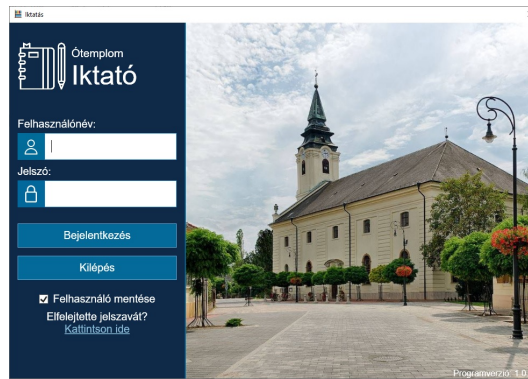 Iktatás
Ótemplom
Iktató
Felhasználónév:
Jelszó:
Bejelentkezés
Kilépés
Felhasználó mentése
Elfelejtette jelszavát?
Kattintson ide
Programverzió: 1.0